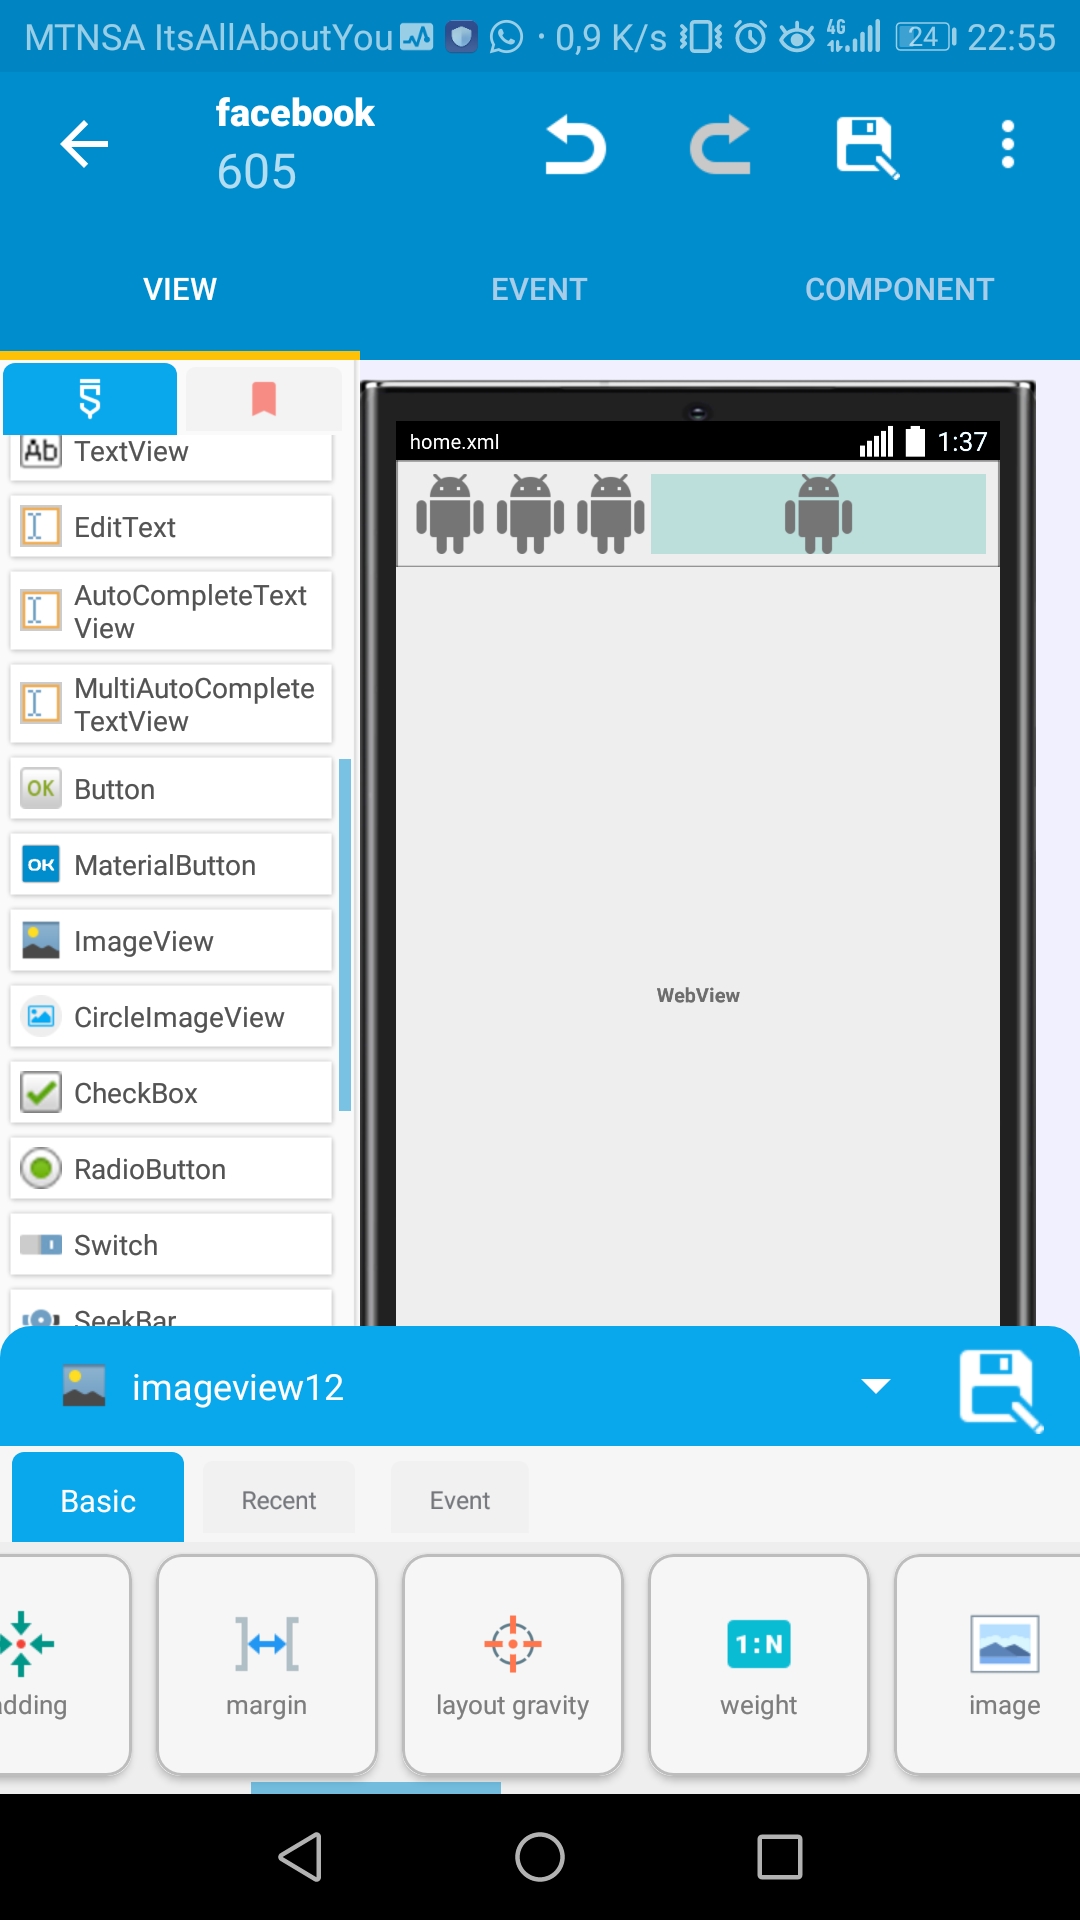 MTNSA ItsAllAboutYou · 0,9 K/s 4G 24 22:55
facebook
605
VIEW EVENT COMPONENT
home.xml 1:37
Ab TextView
EditText
AutoCompleteText
View
MultiAutoComplete
TextView
OK Button
OK MaterialButton
ImageView
CircleImageView
CheckBox
RadioButton
Switch
SeekBar
WebView
imageview12
Basic Recent Event
1:N
dding margin layout gravity weight image